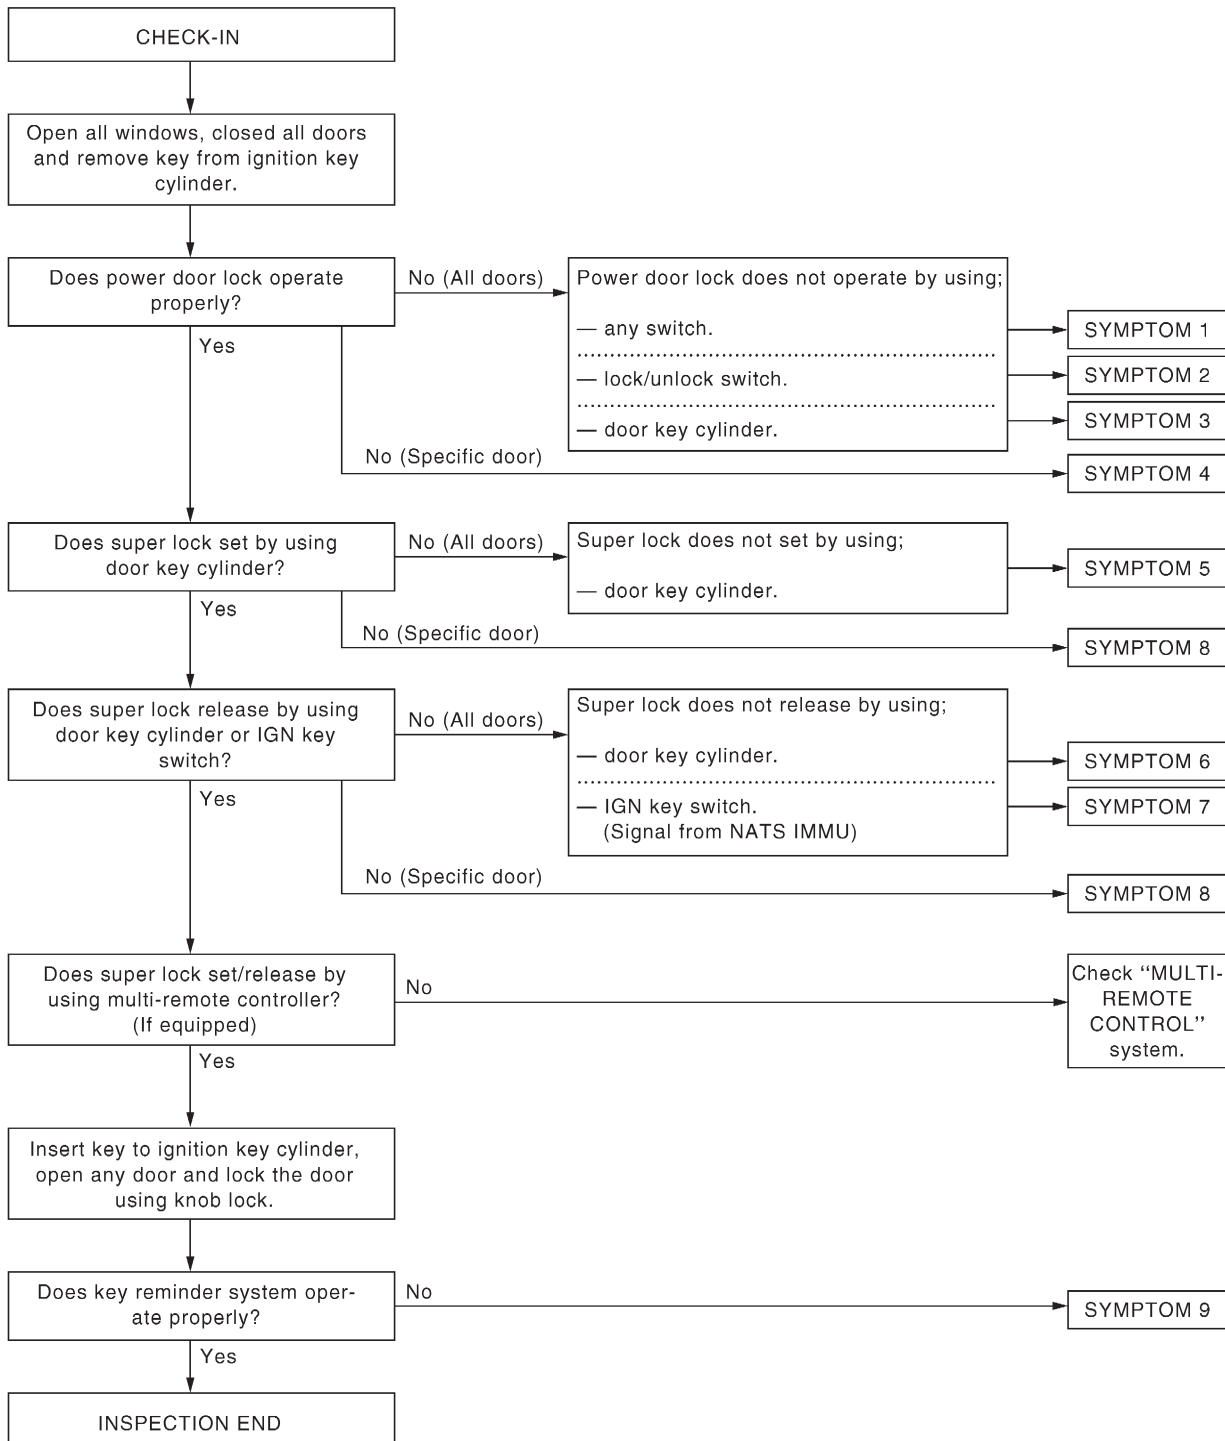 CHECK-IN
Open all windows, closed all doors
and remove key from ignition key
cylinder.
Does power door lock operate
properly?
No (All doors)
Power door lock does not operate by using;
— any switch.
SYMPTOM 1
— lock/unlock switch.
SYMPTOM 2
— door key cylinder.
SYMPTOM 3
Yes
No (Specific door)
SYMPTOM 4
Does super lock set by using
door key cylinder?
No (All doors)
Super lock does not set by using;
— door key cylinder.
SYMPTOM 5
Yes
No (Specific door)
SYMPTOM 8
Does super lock release by using
door key cylinder or IGN key
switch?
No (All doors)
Super lock does not release by using;
— door key cylinder.
SYMPTOM 6
— IGN key switch.
(Signal from NATS IMMU)
SYMPTOM 7
Yes
No (Specific door)
SYMPTOM 8
Does super lock set/release by
using multi-remote controller?
(If equipped)
No
Check “MULTI-
REMOTE
CONTROL”
system.
Yes
Insert key to ignition key cylinder,
open any door and lock the door
using knob lock.
Does key reminder system oper-
ate properly?
No
SYMPTOM 9
Yes
INSPECTION END